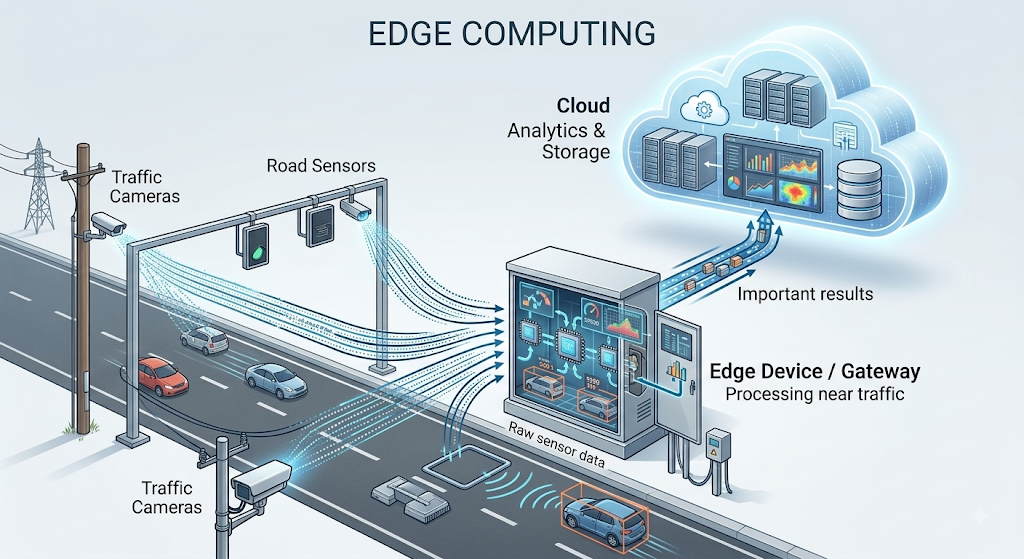 EDGE COMPUTING
Cloud
Analytics &
Storage
Road Sensors
Traffic
Cameras
Important results
Edge Device / Gateway
Processing near traffic
Raw sensor data
Traffic
Cameras